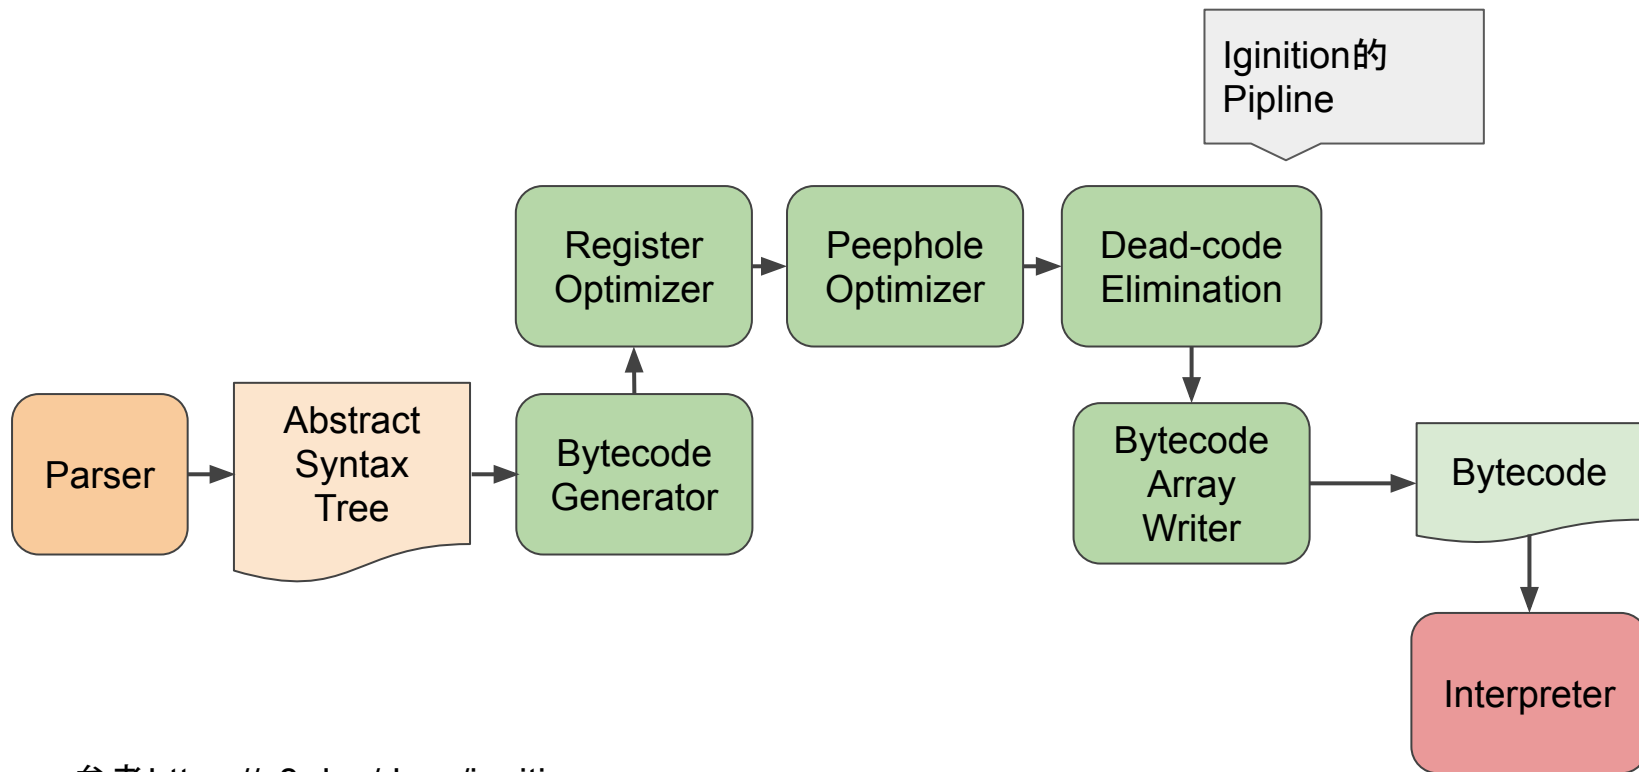 Iginition的
Pipline
Register
Optimizer
Peephole
Optimizer
Dead-code
Elimination
Parser
Abstract
Syntax
Tree
Bytecode
Generator
Bytecode
Array
Writer
Bytecode
Interpreter